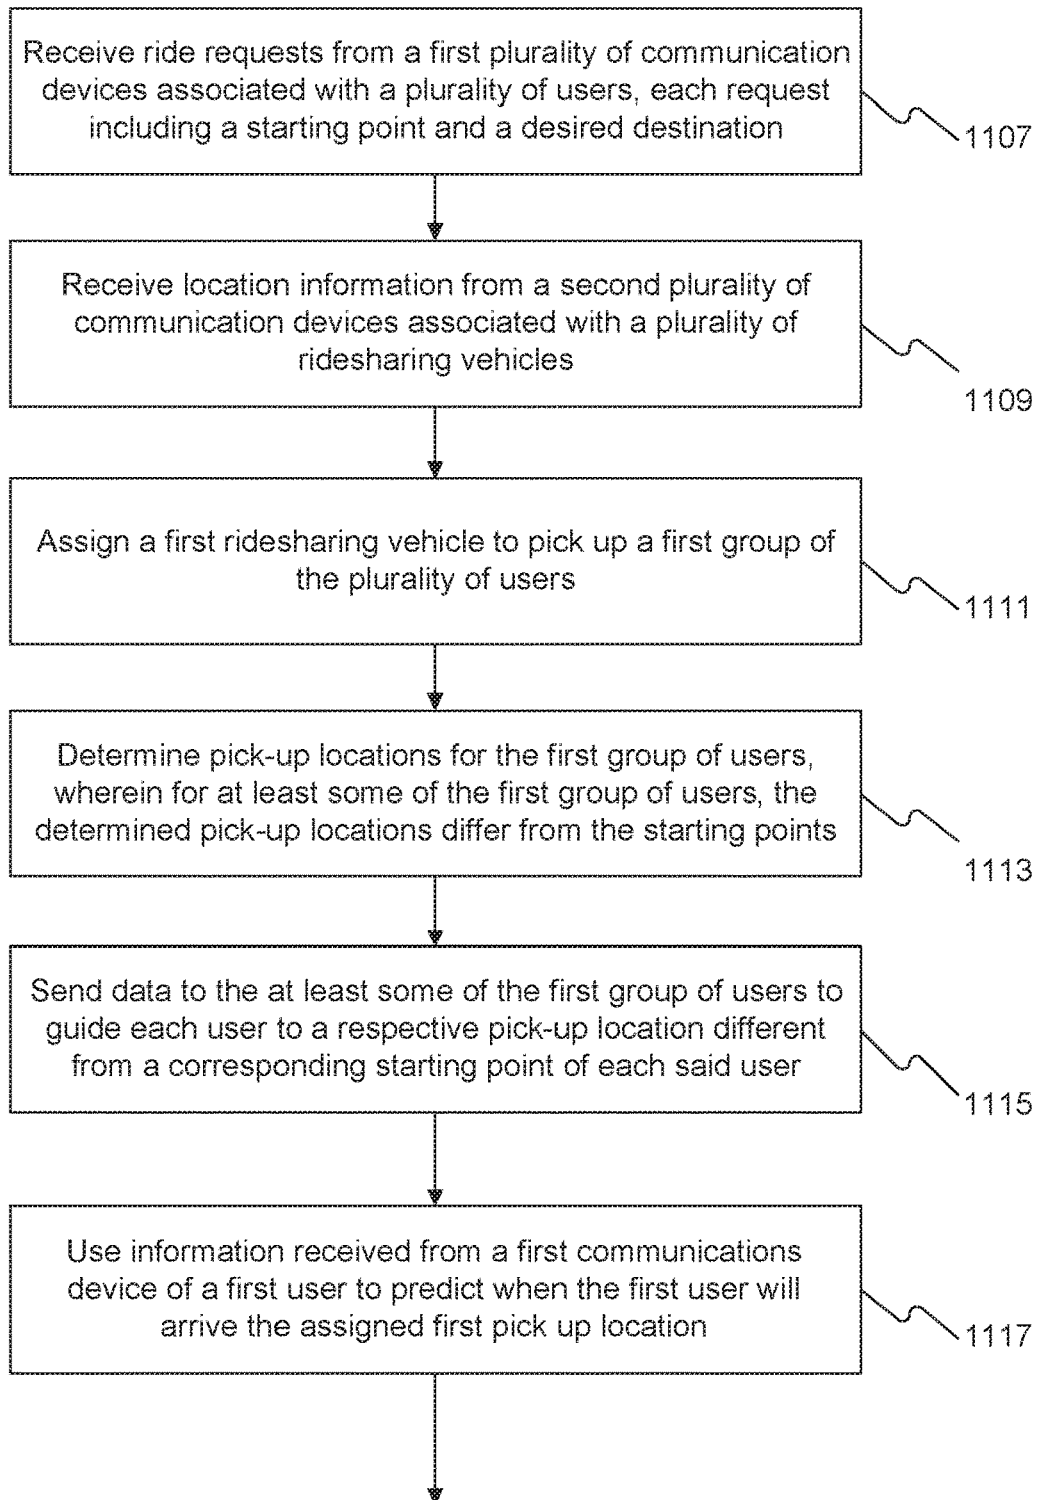 Receive ride requests from a first plurality of communication
devices associated with a plurality of users, each request
including a starting point and a desired destination
1107
Receive location information from a second plurality of
communication devices associated with a plurality of
ridesharing vehicles
1109
Assign a first ridesharing vehicle to pick up a first group of
the plurality of users
1111
Determine pick-up locations for the first group of users,
wherein for at least some of the first group of users, the
determined pick-up locations differ from the starting points
1113
Send data to the at least some of the first group of users to
guide each user to a respective pick-up location different
from a corresponding starting point of each said user
1115
Use information received from a first communications
device of a first user to predict when the first user will
arrive the assigned first pick up location
1117